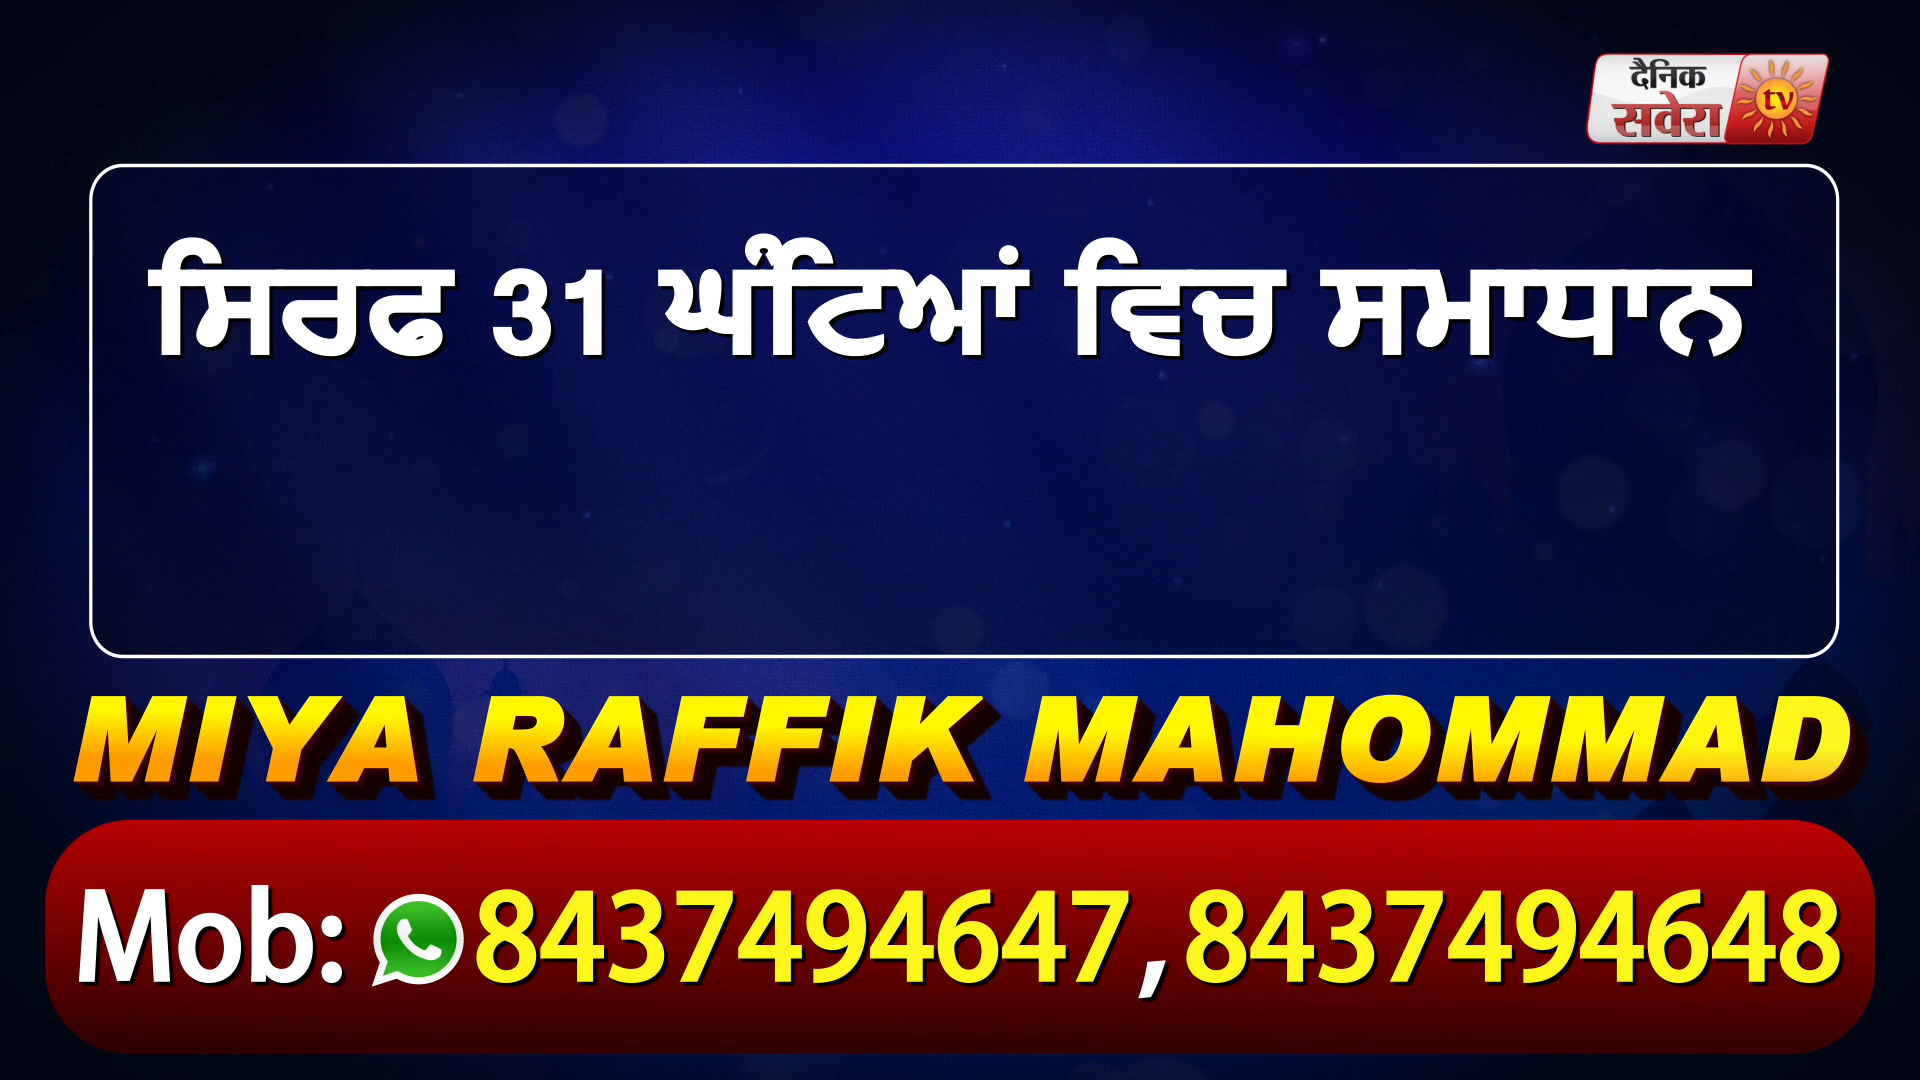 दैनिक
सवेरा tv
ਸਿਰਫ 31 ਘੰਟਿਆਂ ਵਿਚ ਸਮਾਧਾਨ
MIYA RAFFIK MAHOMMAD
Mob: 8437494647, 8437494648